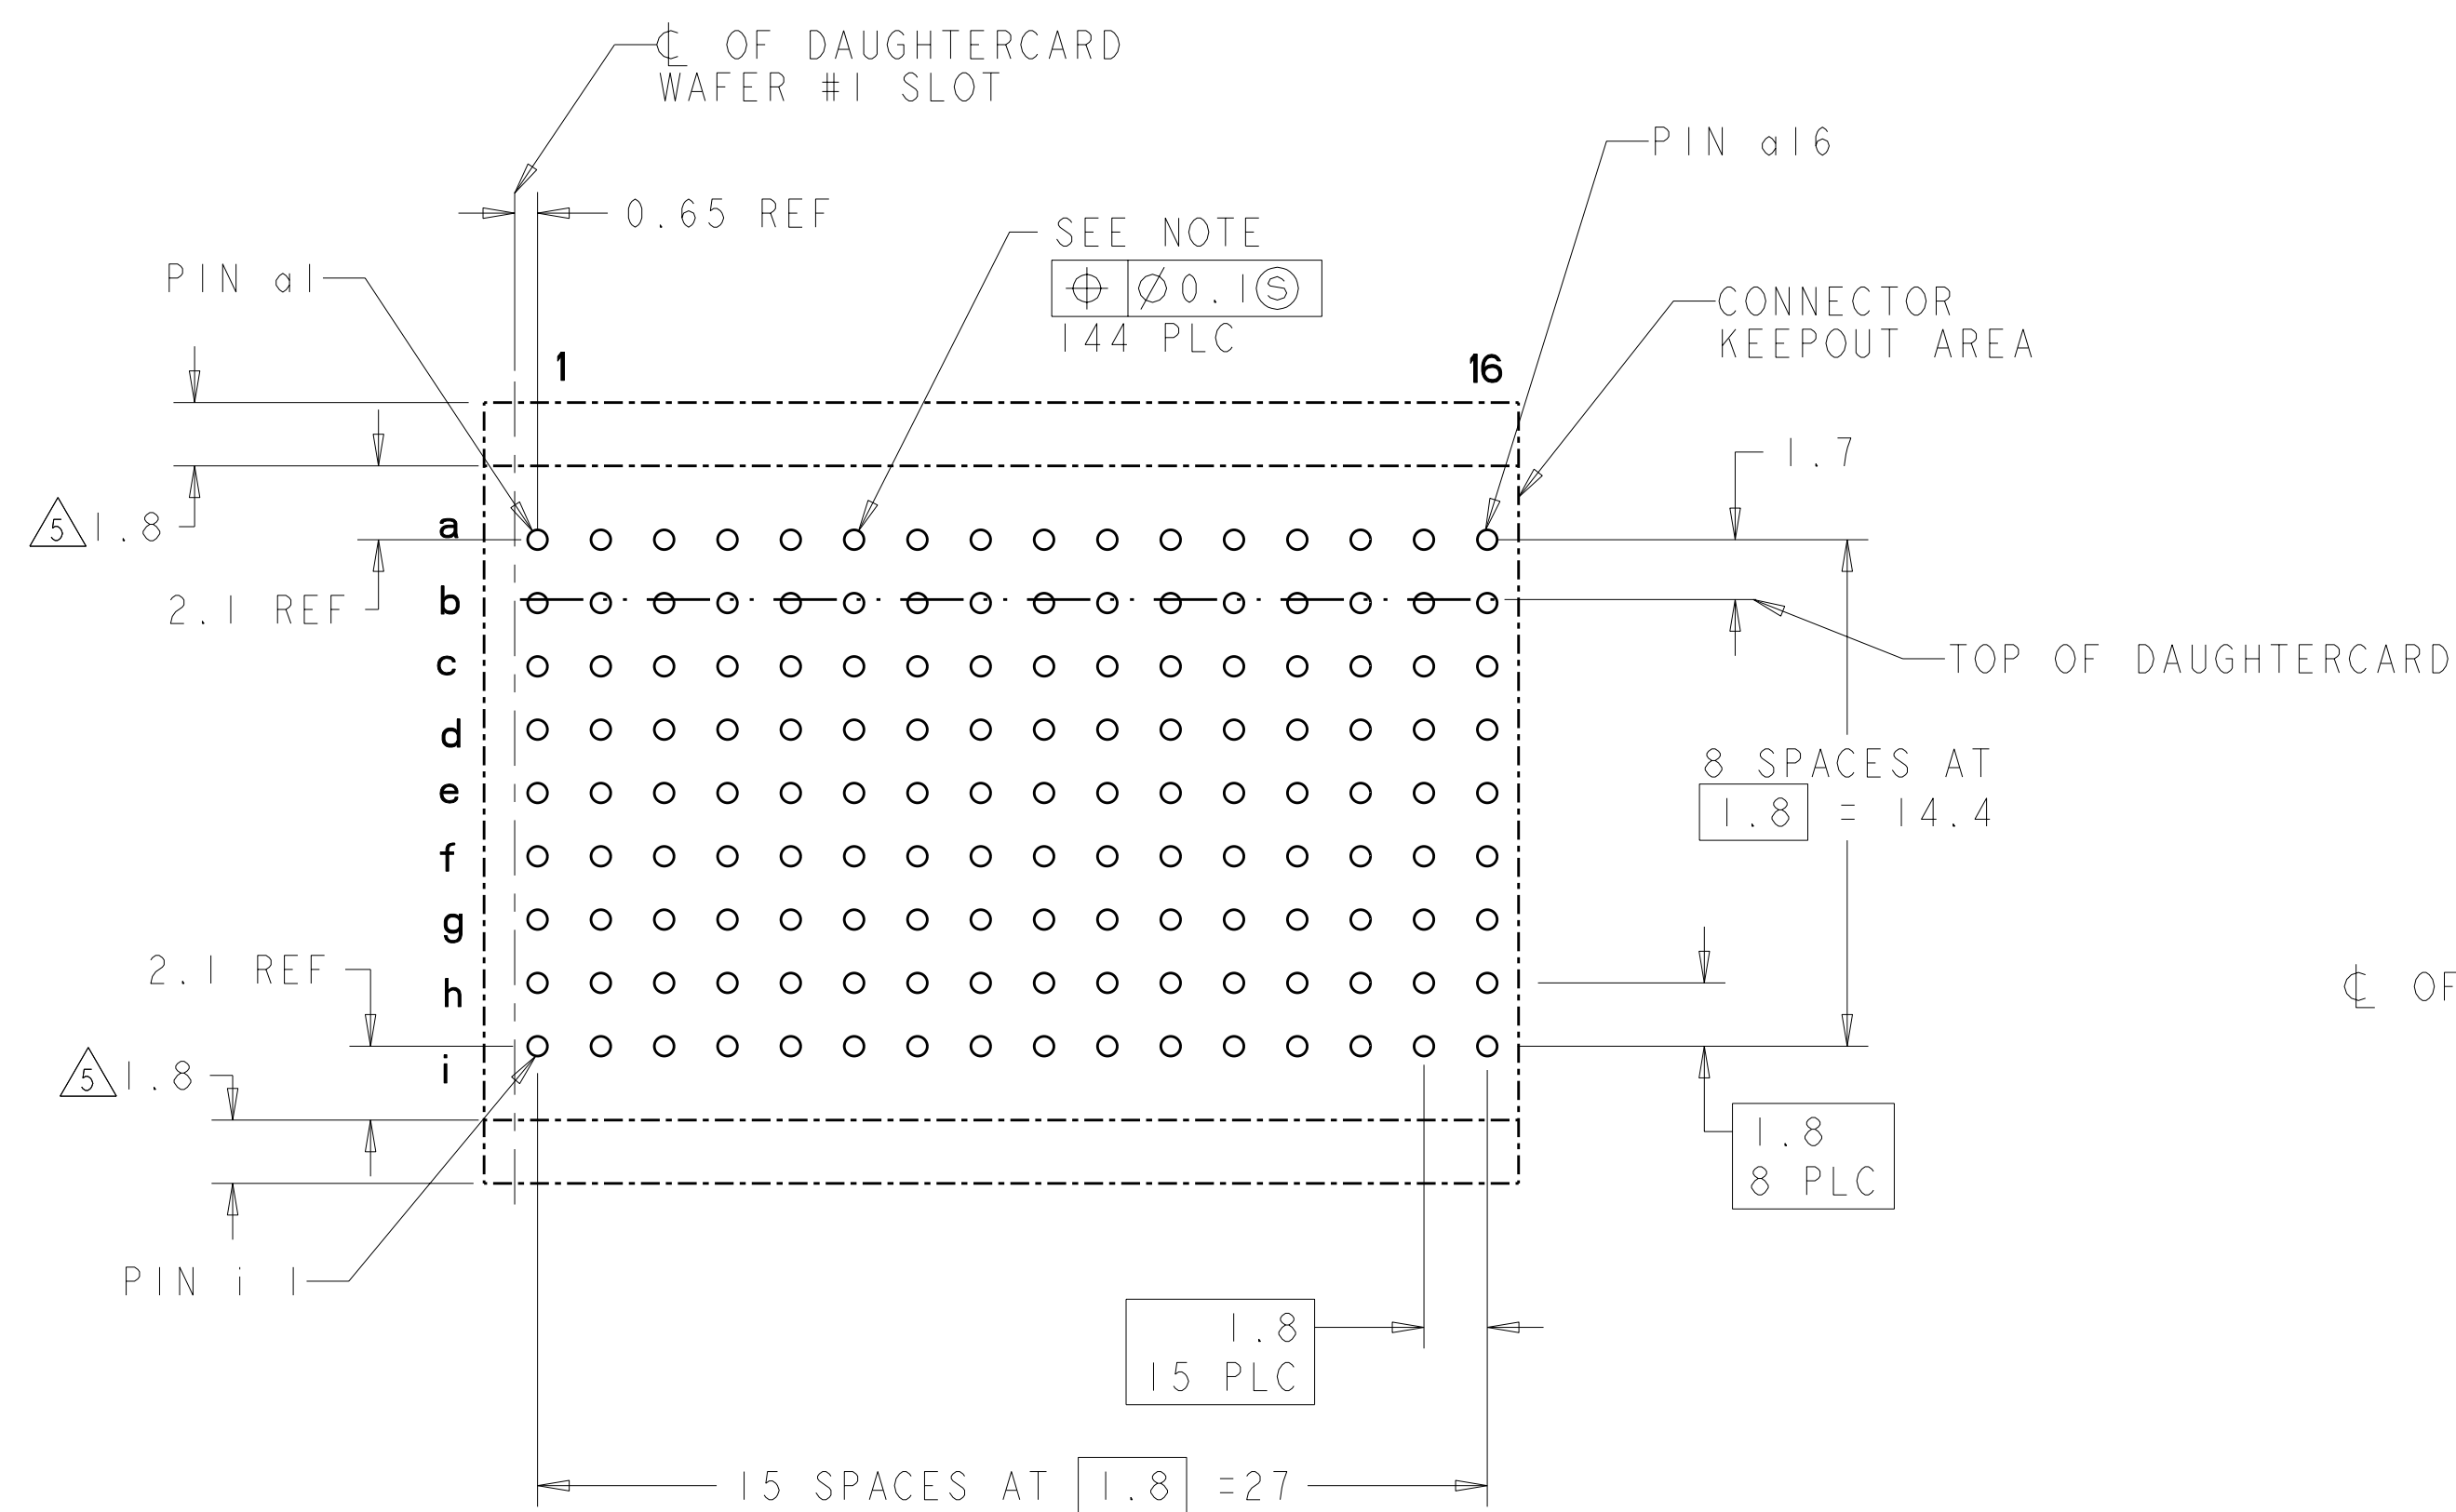 ℄ OF DAUGHTERCARD
WAFER #1 SLOT
PIN a16
0.65 REF
SEE NOTE
⌖ ⌀0.1Ⓢ
144 PLC
PIN a1
CONNECTOR
KEEPOUT AREA
1
16
1.7
5 1.8
a
2.1 REF
b
c
TOP OF DAUGHTERCARD
d
8 SPACES AT
1.8 = 14.4
e
f
g
2.1 REF
h
℄ OF
i
5 1.8
1.8
8 PLC
PIN i 1
1.8
15 PLC
15 SPACES AT 1.8 =27